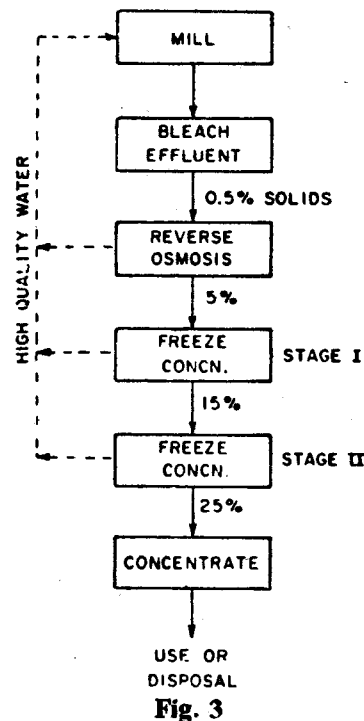 MILL
BLEACH
EFFLUENT
0.5% SOLIDS
REVERSE
OSMOSIS
5%
FREEZE
CONCN.
STAGE I
15%
FREEZE
CONCN.
STAGE II
25%
CONCENTRATE
USE OR
DISPOSAL
HIGH QUALITY WATER
Fig. 3